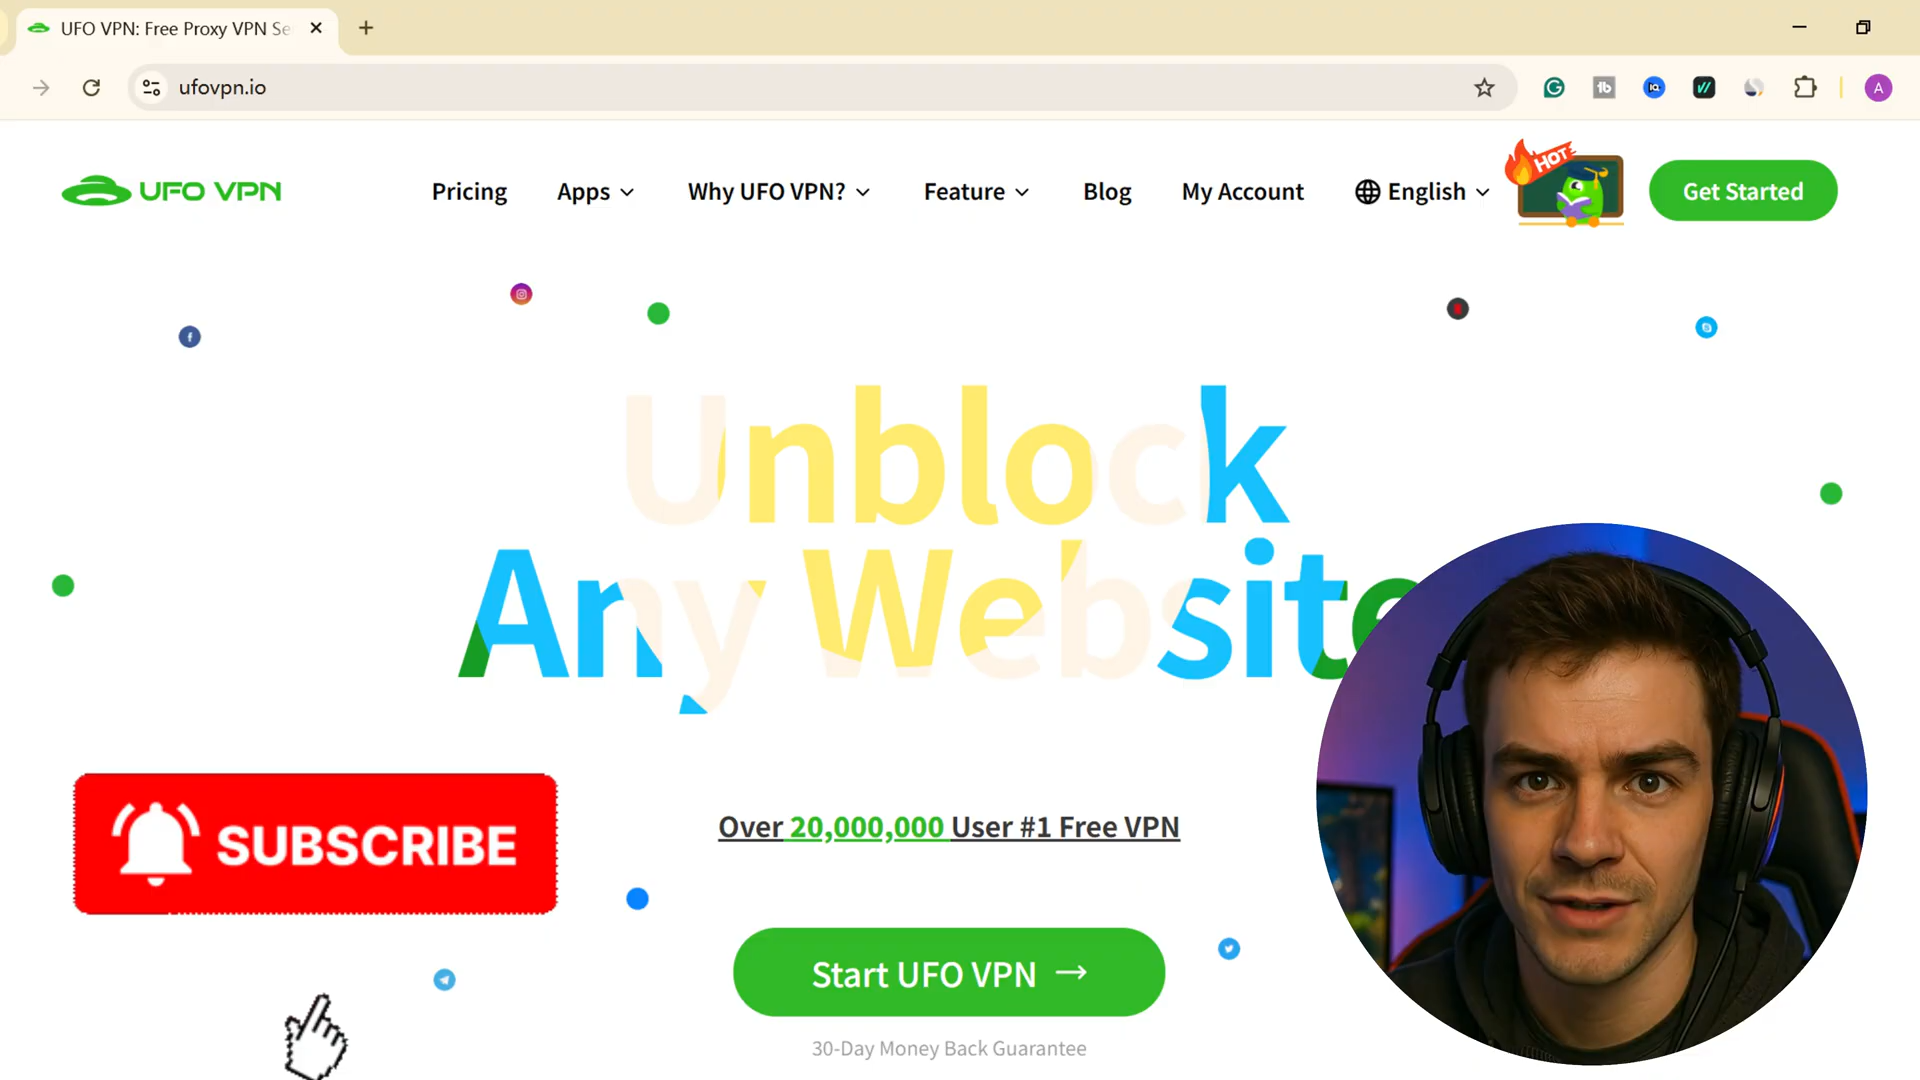 UFO VPN: Free Proxy VPN Se
ufovpn.io
UFO VPN
Pricing
Apps
Why UFO VPN?
Feature
Blog
My Account
English
HOT
Get Started
Unblock
Any Website
SUBSCRIBE
Over 20,000,000 User #1 Free VPN
Start UFO VPN →
30-Day Money Back Guarantee
A